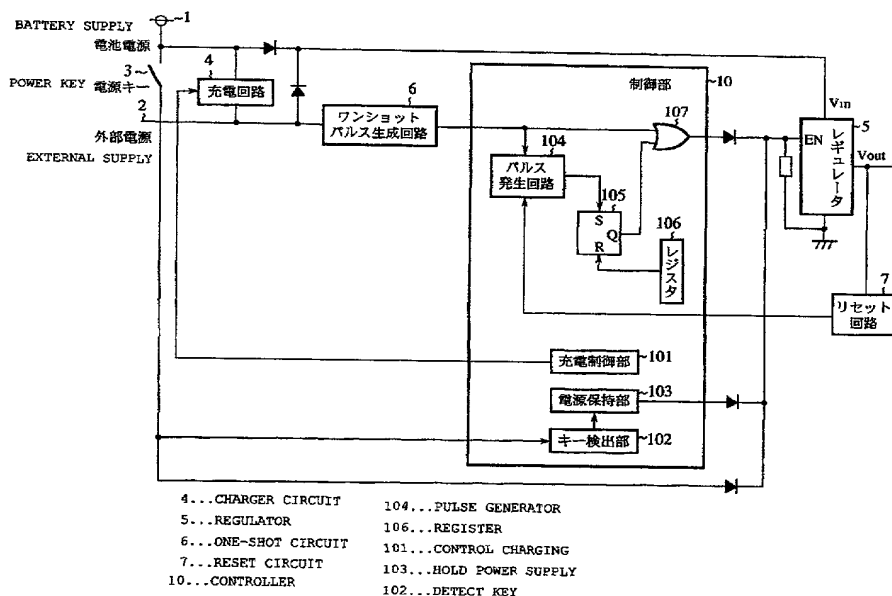 BATTERY SUPPLY
1
電池電源
3
POWER KEY 電源キー
4
充電回路
2
外部電源
EXTERNAL SUPPLY
6
ワンショット
パルス生成回路
制御部
10
107
104
パルス
発生回路
105
S
Q
R
106
レジスタ
Vin
EN
レギュレータ
5
Vout
7
リセット
回路
充電制御部
101
電源保持部
103
キー検出部
102
4...CHARGER CIRCUIT
5...REGULATOR
6...ONE-SHOT CIRCUIT
7...RESET CIRCUIT
10...CONTROLLER
104...PULSE GENERATOR
106...REGISTER
101...CONTROL CHARGING
103...HOLD POWER SUPPLY
102...DETECT KEY